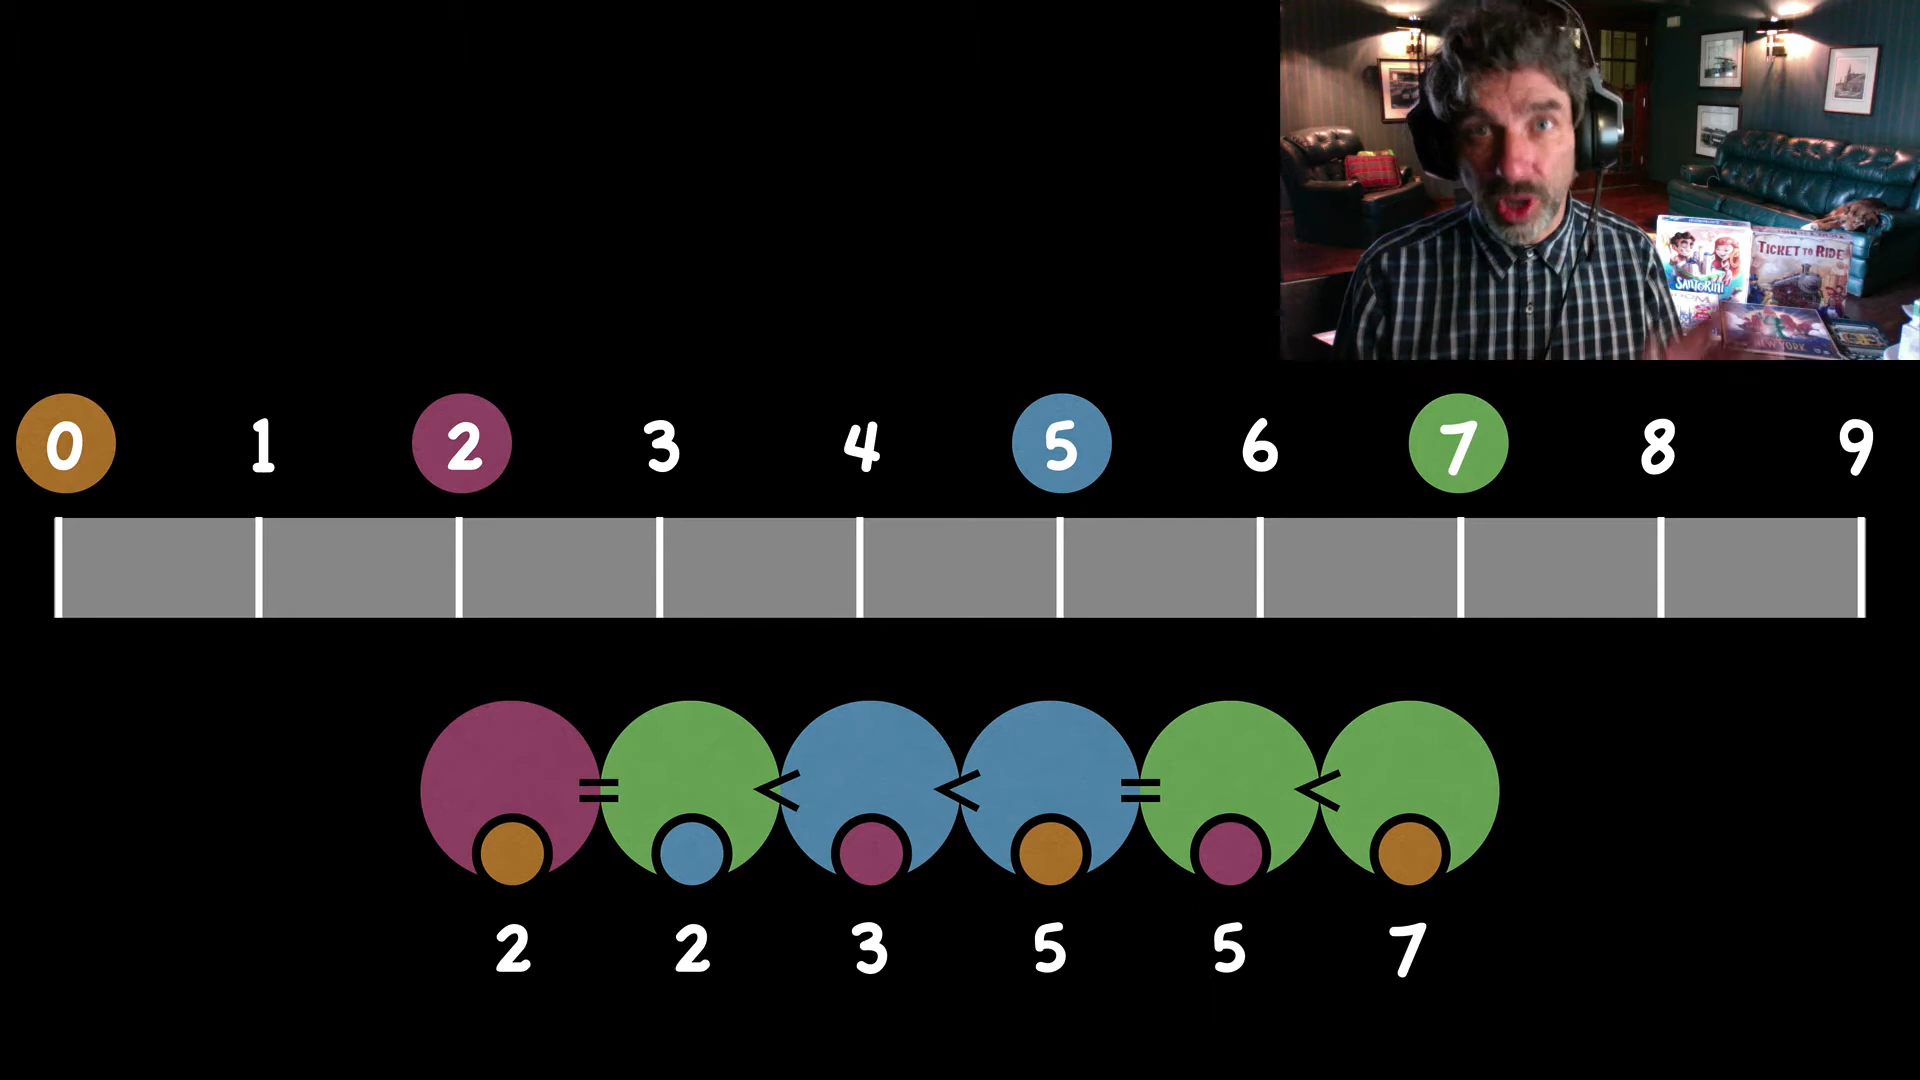 SANTORINI
TICKET TO RIDE
NEW YORK
0 1 2 3 4 5 6 7 8 9
= < < = <
2 2 3 5 5 7